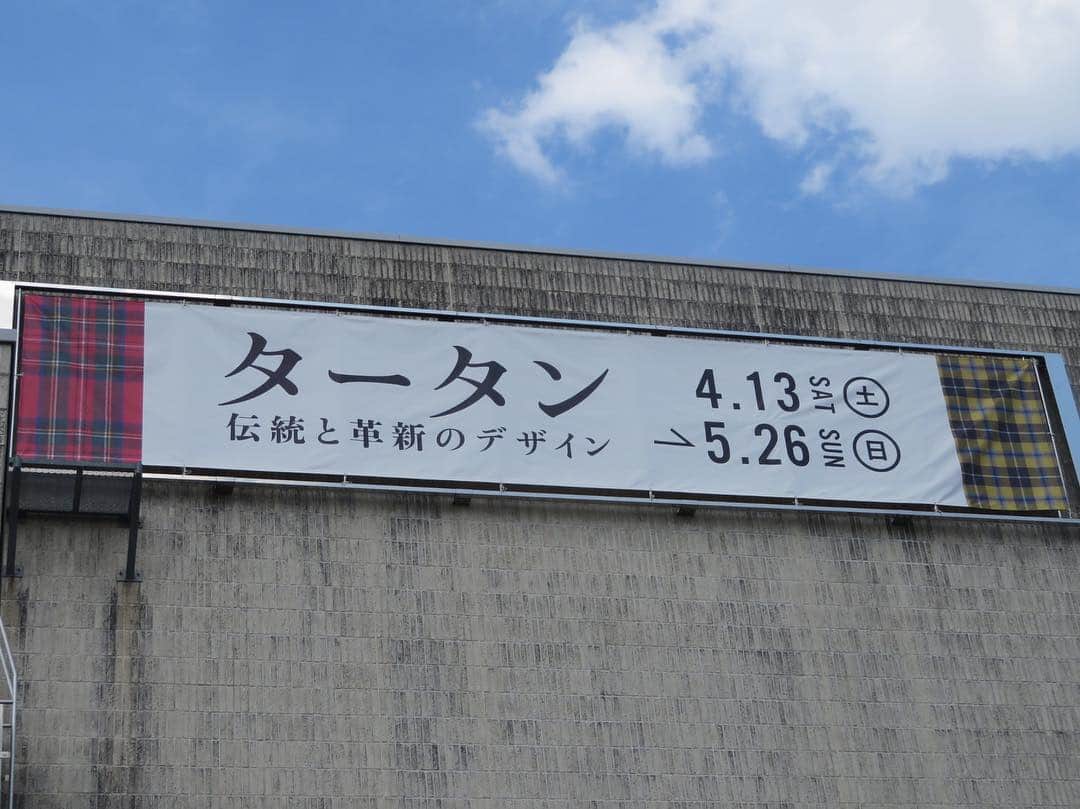 タータン
伝統と革新のデザイン
4.13 SAT 土
→5.26 SUN 日